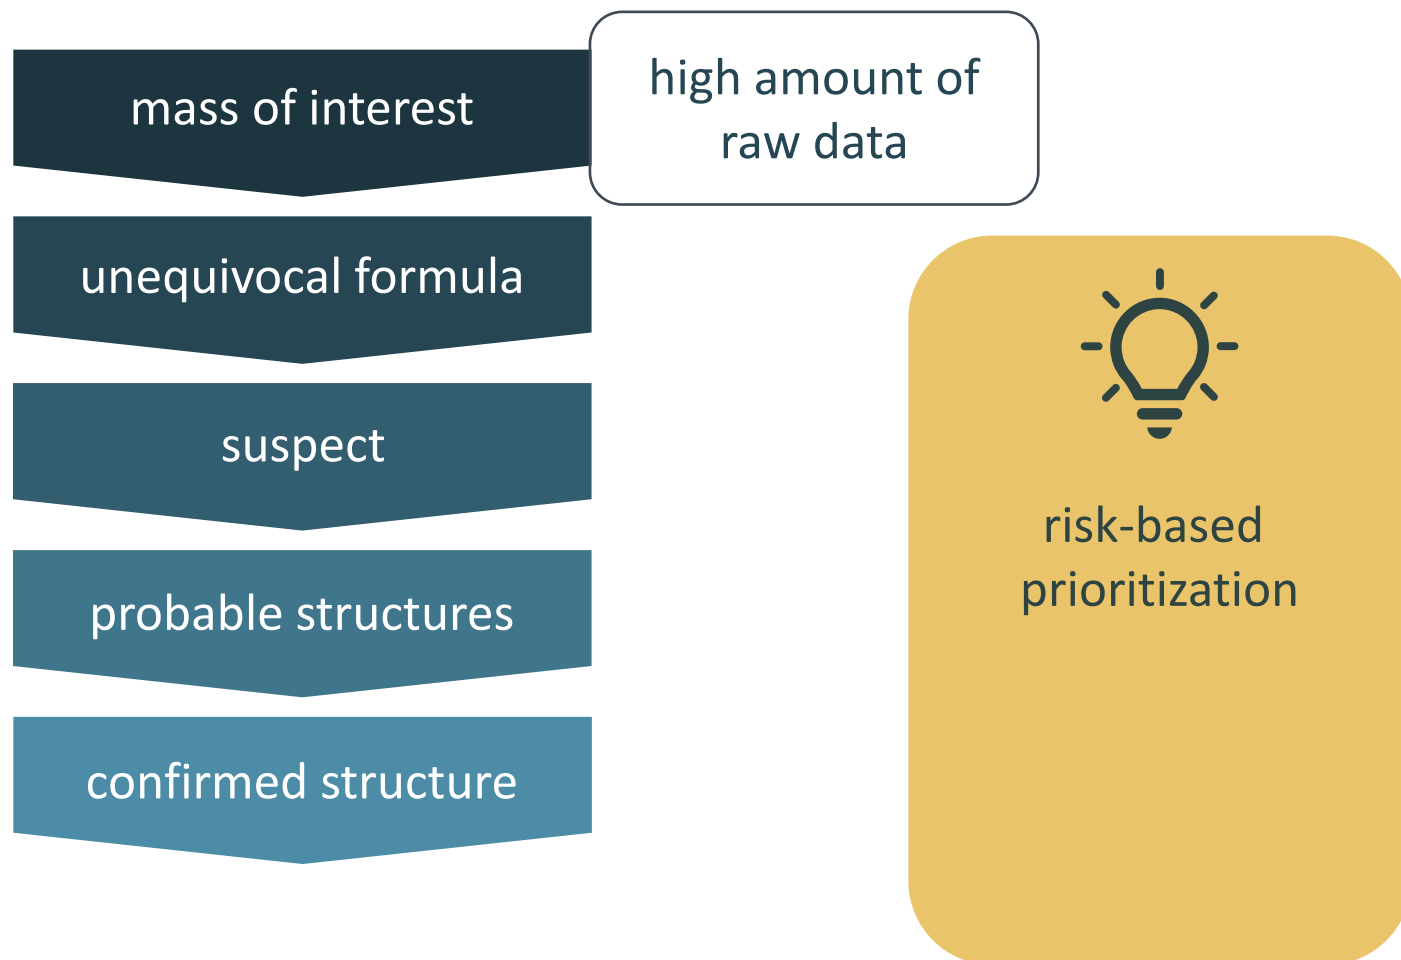 mass of interest
high amount of
raw data
unequivocal formula
suspect
probable structures
confirmed structure
risk-based
prioritization